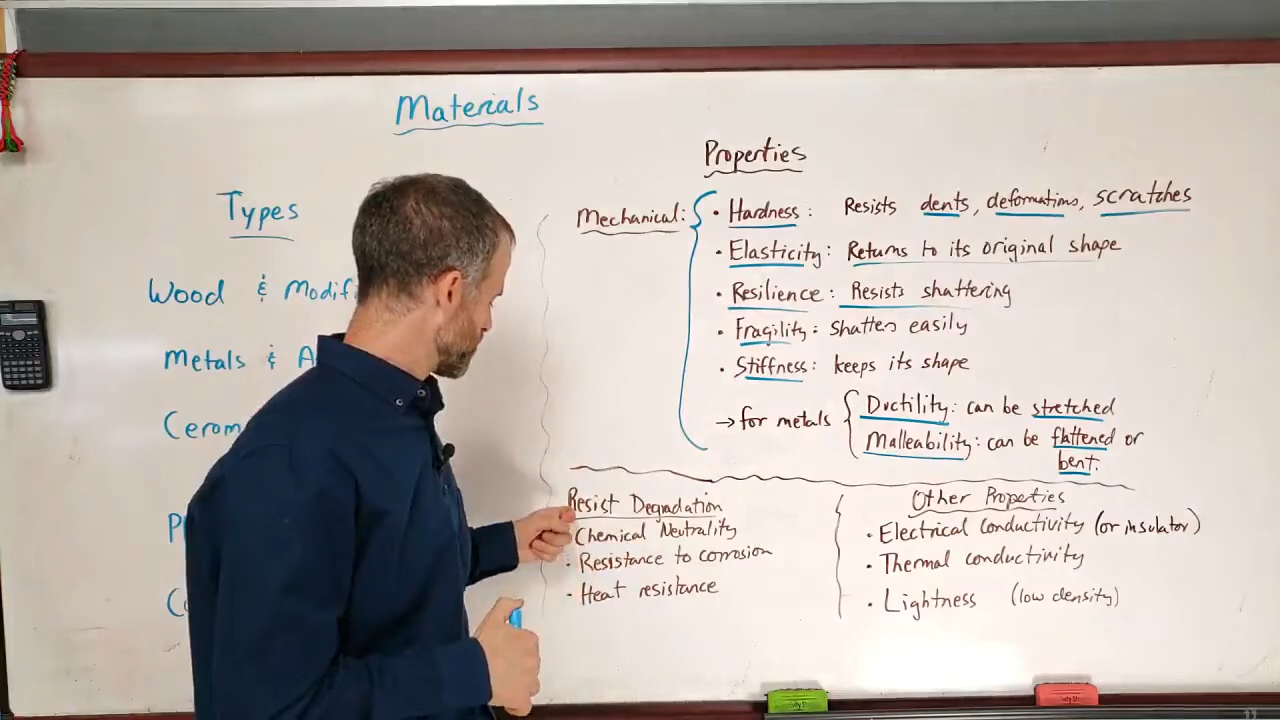 Materials
Types
Wood & Modifi
Metals & A
Ceram
P
C
Properties
Mechanical:
• Hardness: Resists dents, deformations, scratches
• Elasticity: Returns to its original shape
• Resilience: Resists shattering
• Fragility: shatters easily
• Stiffness: keeps its shape
→ for metals
Ductility: can be stretched
Malleability: can be flattened or
bent.
Resist Degradation
Chemical Neutrality
• Resistance to corrosion
• Heat resistance
Other Properties
• Electrical conductivity (or insulator)
• Thermal conductivity
• Lightness (low density)